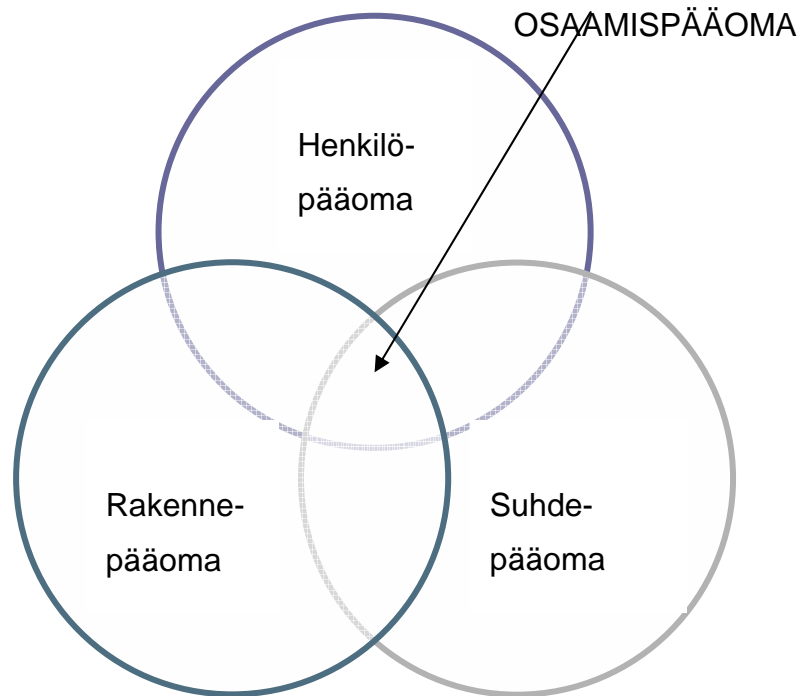 OSAAMISPÄÄOMA
Henkilö-
pääoma
Rakenne-
pääoma
Suhde-
pääoma